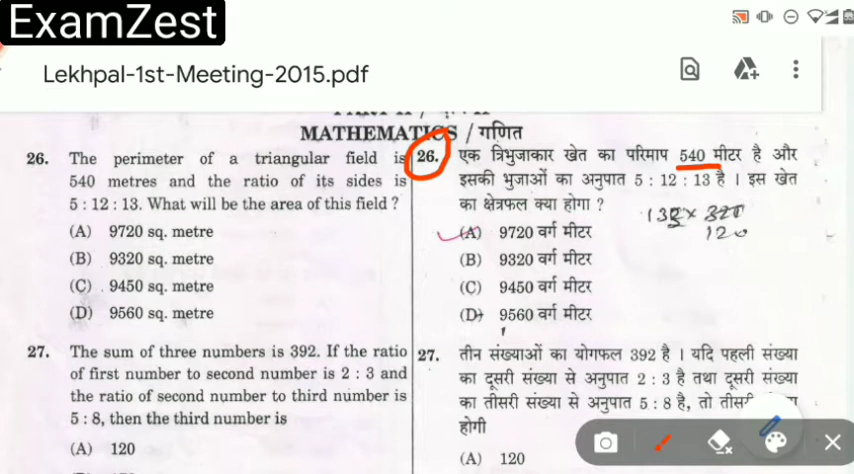 ExamZest
Lekhpal-1st-Meeting-2015.pdf
MATHEMATICS / गणित
26. The perimeter of a triangular field is
540 metres and the ratio of its sides is
5 : 12 : 13. What will be the area of this field ?
(A) 9720 sq. metre
(B) 9320 sq. metre
(C) 9450 sq. metre
(D) 9560 sq. metre
27. The sum of three numbers is 392. If the ratio
of first number to second number is 2 : 3 and
the ratio of second number to third number is
5 : 8, then the third number is
(A) 120
26. एक त्रिभुजाकार खेत का परिमाप 540 मीटर है और
इसकी भुजाओं का अनुपात 5 : 12 : 13 है । इस खेत
का क्षेत्रफल क्या होगा ?
(A) 9720 वर्ग मीटर
(B) 9320 वर्ग मीटर
(C) 9450 वर्ग मीटर
(D) 9560 वर्ग मीटर
27. तीन संख्याओं का योगफल 392 है । यदि पहली संख्या
का दूसरी संख्या से अनुपात 2 : 3 है तथा दूसरी संख्या
का तीसरी संख्या से अनुपात 5 : 8 है, तो
होगी
(A) 120